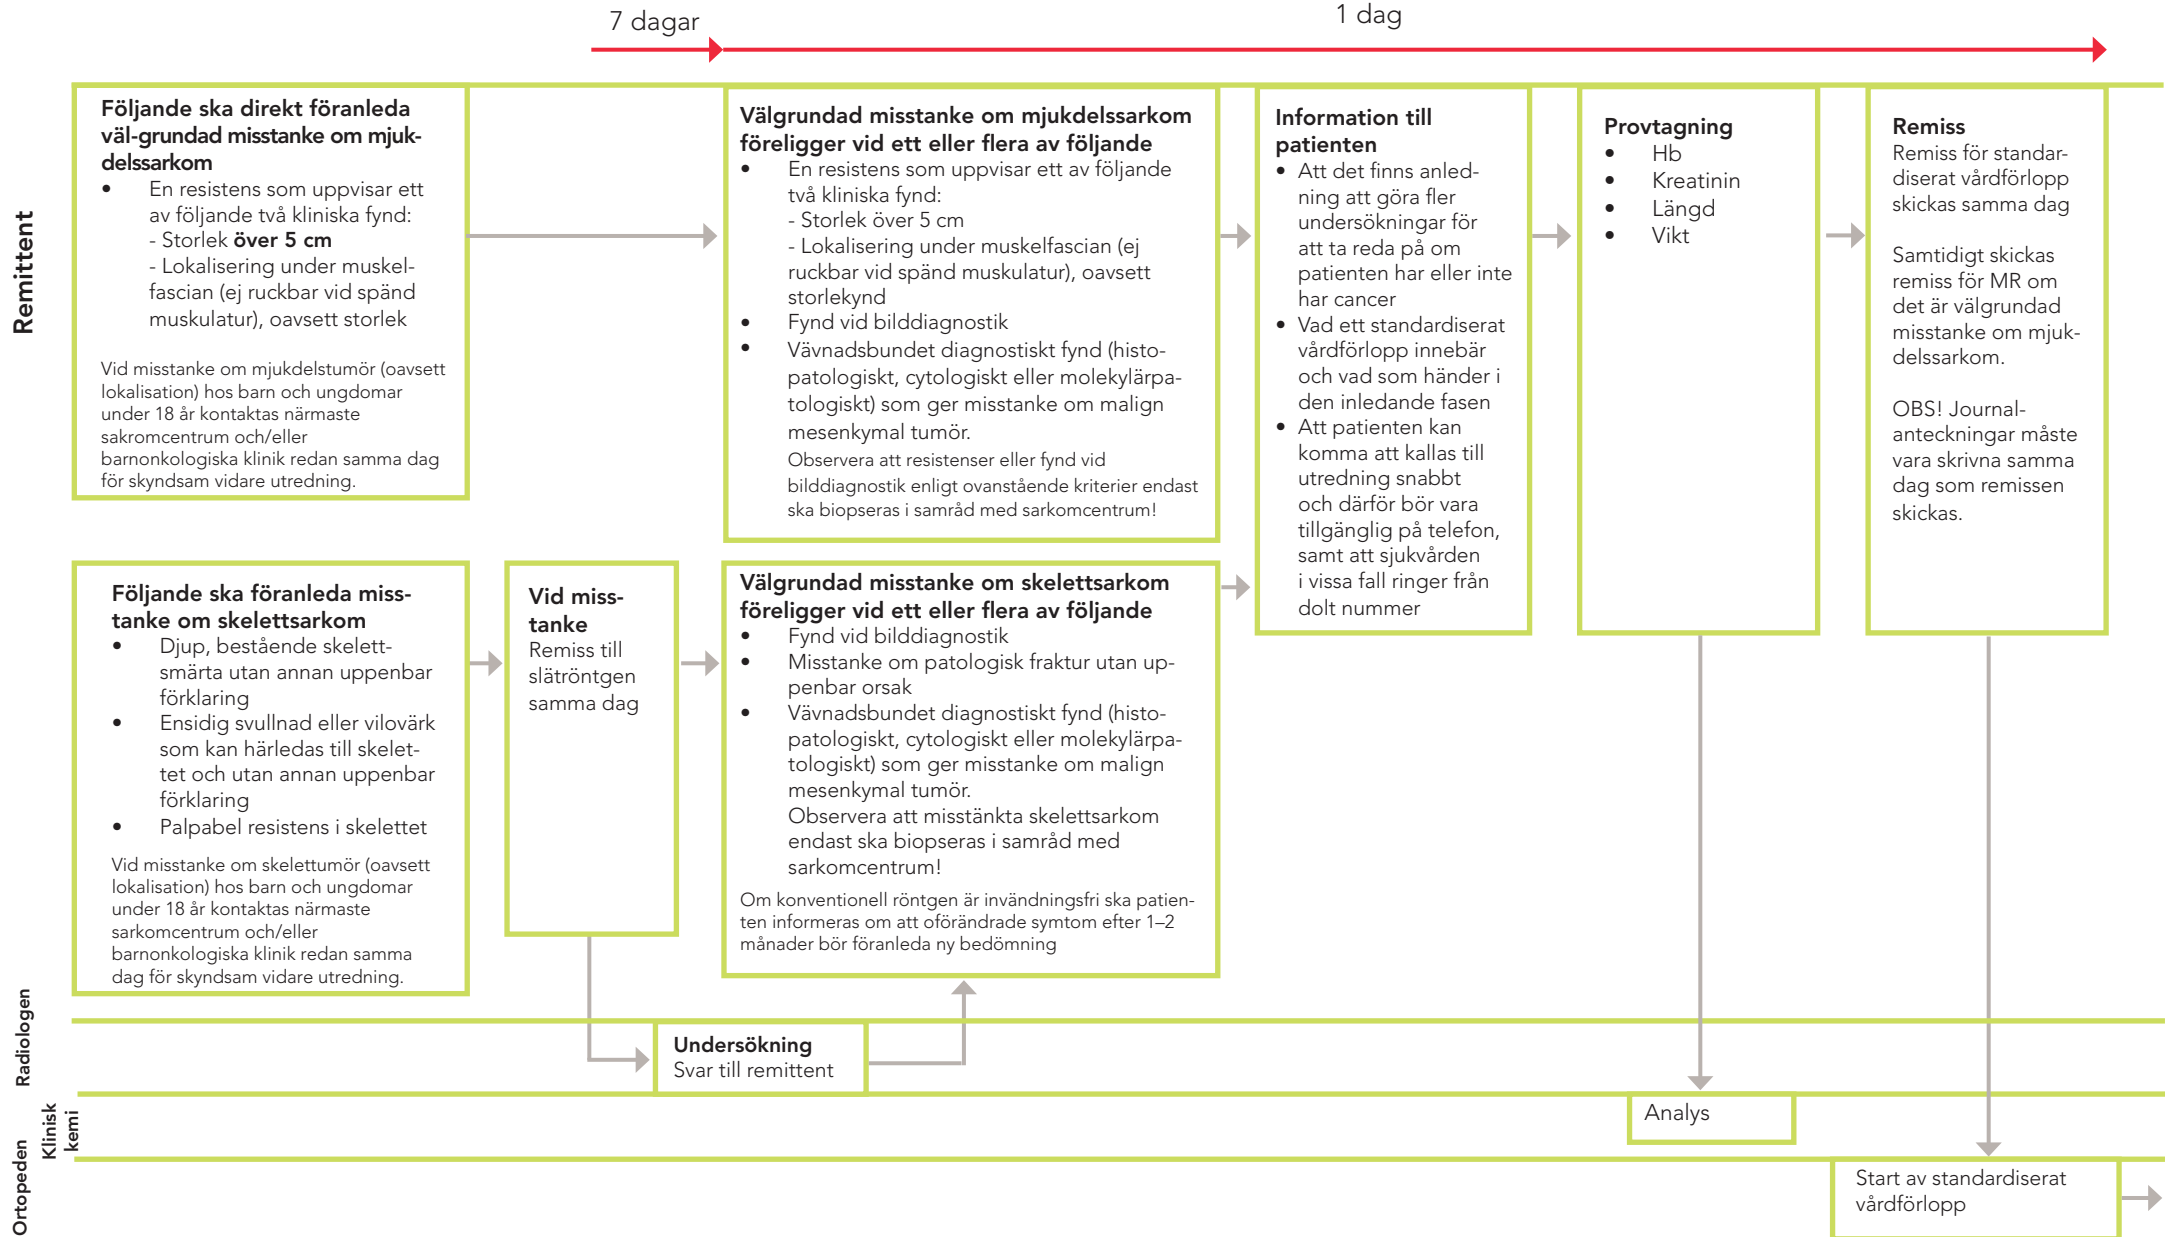 7 dagar
1 dag
Remittent
Följande ska direkt föranleda
väl-grundad misstanke om mjuk-
delssarkom
• En resistens som uppvisar ett
av följande två kliniska fynd:
- Storlek över 5 cm
- Lokalisering under muskel-
fascian (ej ruckbar vid spänd
muskulatur), oavsett storlek
Vid misstanke om mjukdelstumör (oavsett
lokalisation) hos barn och ungdomar
under 18 år kontaktas närmaste
sakromcentrum och/eller
barnonkologiska klinik redan samma dag
för skyndsam vidare utredning.
Välgrundad misstanke om mjukdelssarkom
föreligger vid ett eller flera av följande
• En resistens som uppvisar ett av följande
två kliniska fynd:
- Storlek över 5 cm
- Lokalisering under muskelfascian (ej
ruckbar vid spänd muskulatur), oavsett
storlekynd
• Fynd vid bilddiagnostik
• Vävnadsbundet diagnostiskt fynd (histo-
patologiskt, cytologiskt eller molekylärpa-
tologiskt) som ger misstanke om malign
mesenkymal tumör.
Observera att resistenser eller fynd vid
bilddiagnostik enligt ovanstående kriterier endast
ska biopseras i samråd med sarkomcentrum!
Information till
patienten
• Att det finns anled-
ning att göra fler
undersökningar för
att ta reda på om
patienten har eller inte
har cancer
• Vad ett standardiserat
vårdförlopp innebär
och vad som händer i
den inledande fasen
• Att patienten kan
komma att kallas till
utredning snabbt
och därför bör vara
tillgänglig på telefon,
samt att sjukvården
i vissa fall ringer från
dolt nummer
Provtagning
• Hb
• Kreatinin
• Längd
• Vikt
Remiss
Remiss för standar-
diserat vårdförlopp
skickas samma dag
Samtidigt skickas
remiss för MR om
det är välgrundad
misstanke om mjuk-
delssarkom.
OBS! Journal-
anteckningar måste
vara skrivna samma
dag som remissen
skickas.
Följande ska föranleda miss-
tanke om skelettsarkom
• Djup, bestående skelett-
smärta utan annan uppenbar
förklaring
• Ensidig svullnad eller vilovärk
som kan härledas till skelet-
tet och utan annan uppenbar
förklaring
• Palpabel resistens i skelettet
Vid misstanke om skelettumör (oavsett
lokalisation) hos barn och ungdomar
under 18 år kontaktas närmaste
sarkomcentrum och/eller
barnonkologiska klinik redan samma
dag för skyndsam vidare utredning.
Vid miss-
tanke
Remiss till
slätröntgen
samma dag
Välgrundad misstanke om skelettsarkom
föreligger vid ett eller flera av följande
• Fynd vid bilddiagnostik
• Misstanke om patologisk fraktur utan up-
penbar orsak
• Vävnadsbundet diagnostiskt fynd (histo-
patologiskt, cytologiskt eller molekylärpa-
tologiskt) som ger misstanke om malign
mesenkymal tumör.
Observera att misstänkta skelettsarkom
endast ska biopseras i samråd med
sarkomcentrum!
Om konventionell röntgen är invändningsfri ska patien-
ten informeras om att oförändrade symtom efter 1–2
månader bör föranleda ny bedömning
Radiologen
Undersökning
Svar till remittent
Klinisk
kemi
Analys
Ortopeden
Start av standardiserat
vårdförlopp